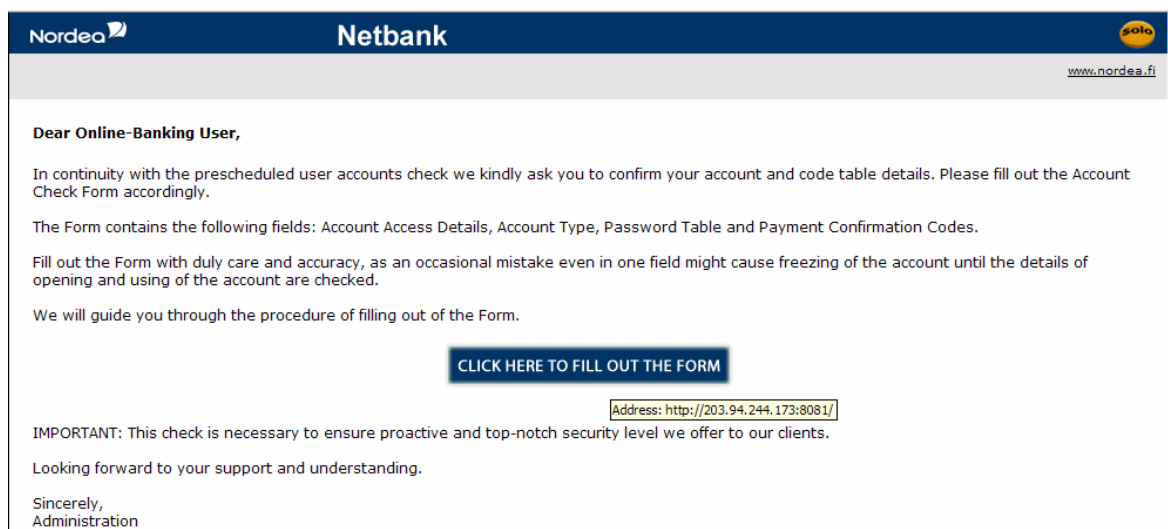 Nordea
Netbank
solo
www.nordea.fi
Dear Online-Banking User,
In continuity with the prescheduled user accounts check we kindly ask you to confirm your account and code table details. Please fill out the Account
Check Form accordingly.
The Form contains the following fields: Account Access Details, Account Type, Password Table and Payment Confirmation Codes.
Fill out the Form with duly care and accuracy, as an occasional mistake even in one field might cause freezing of the account until the details of
opening and using of the account are checked.
We will guide you through the procedure of filling out of the Form.
CLICK HERE TO FILL OUT THE FORM
Address: http://203.94.244.173:8081/
IMPORTANT: This check is necessary to ensure proactive and top-notch security level we offer to our clients.
Looking forward to your support and understanding.
Sincerely,
Administration